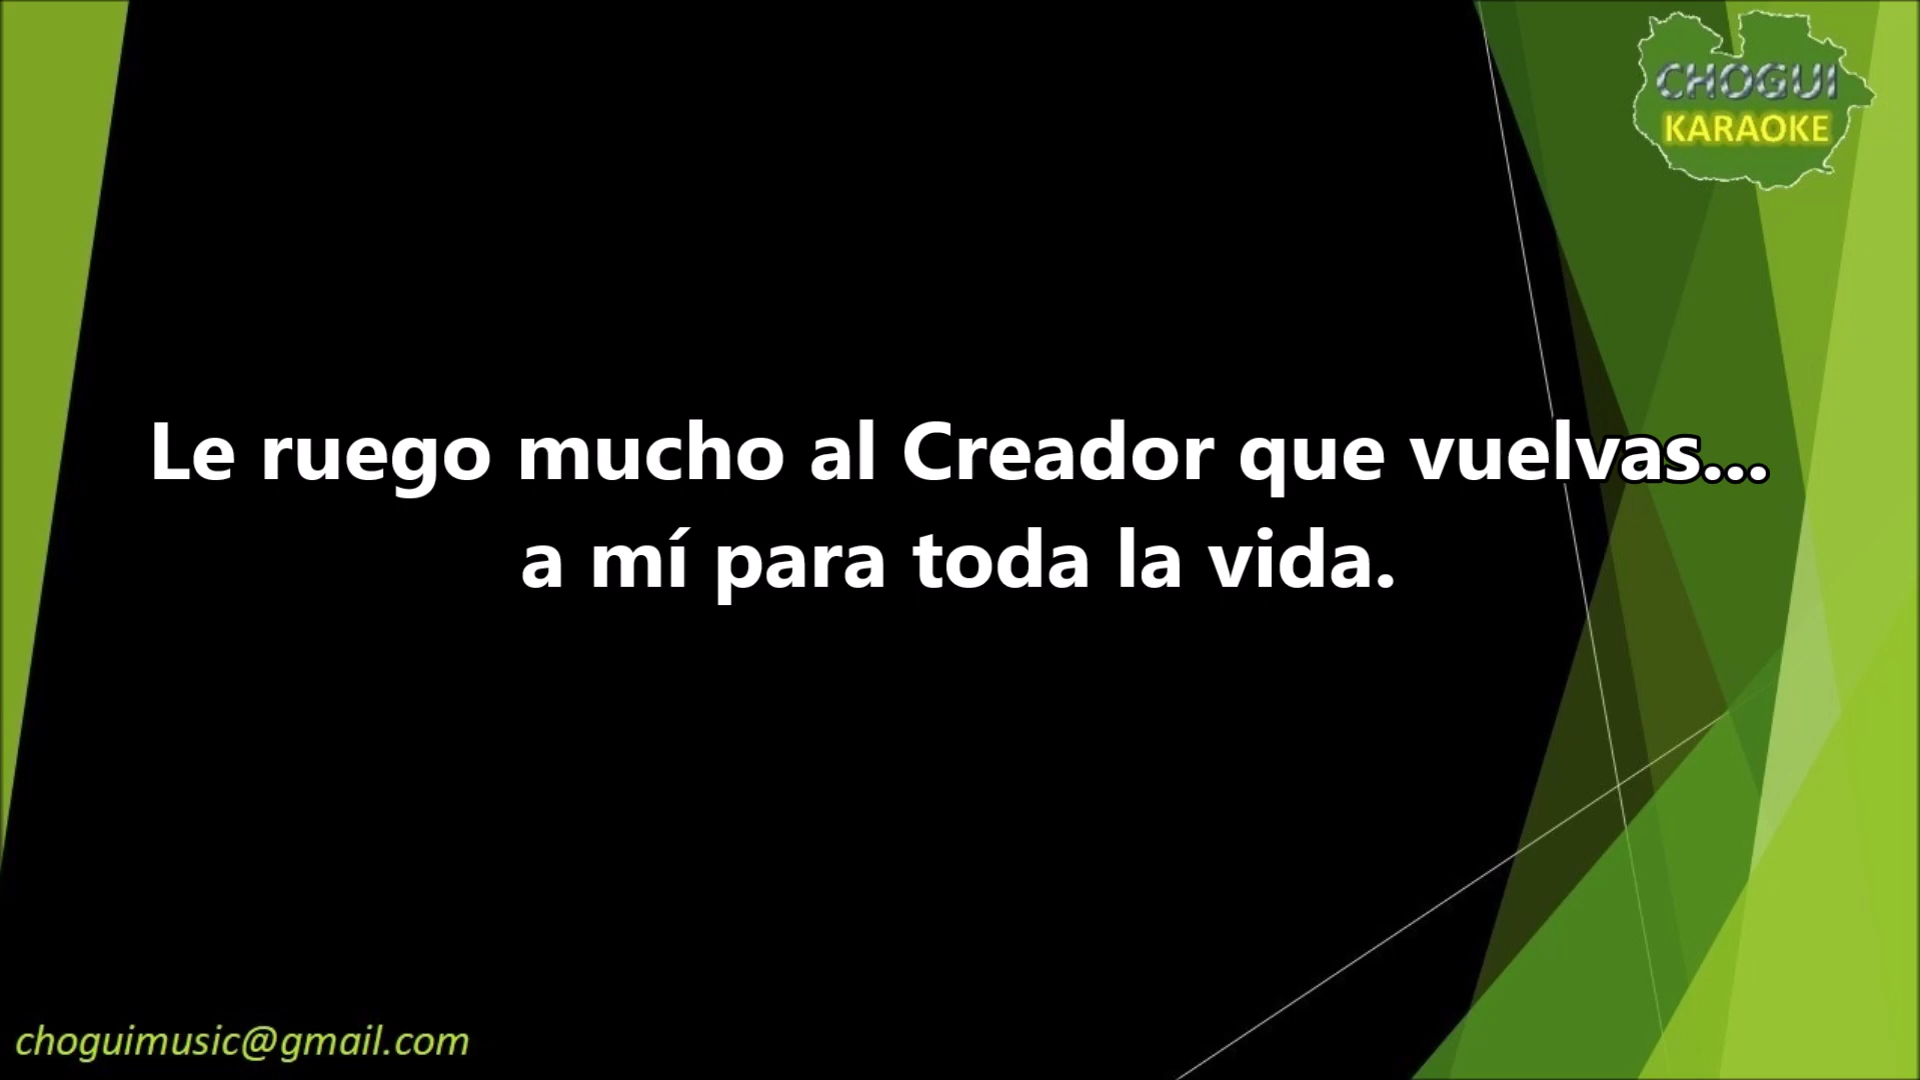 CHOGUI
KARAOKE
Le ruego mucho al Creador que vuelvas...
a mí para toda la vida.
choguimusic@gmail.com